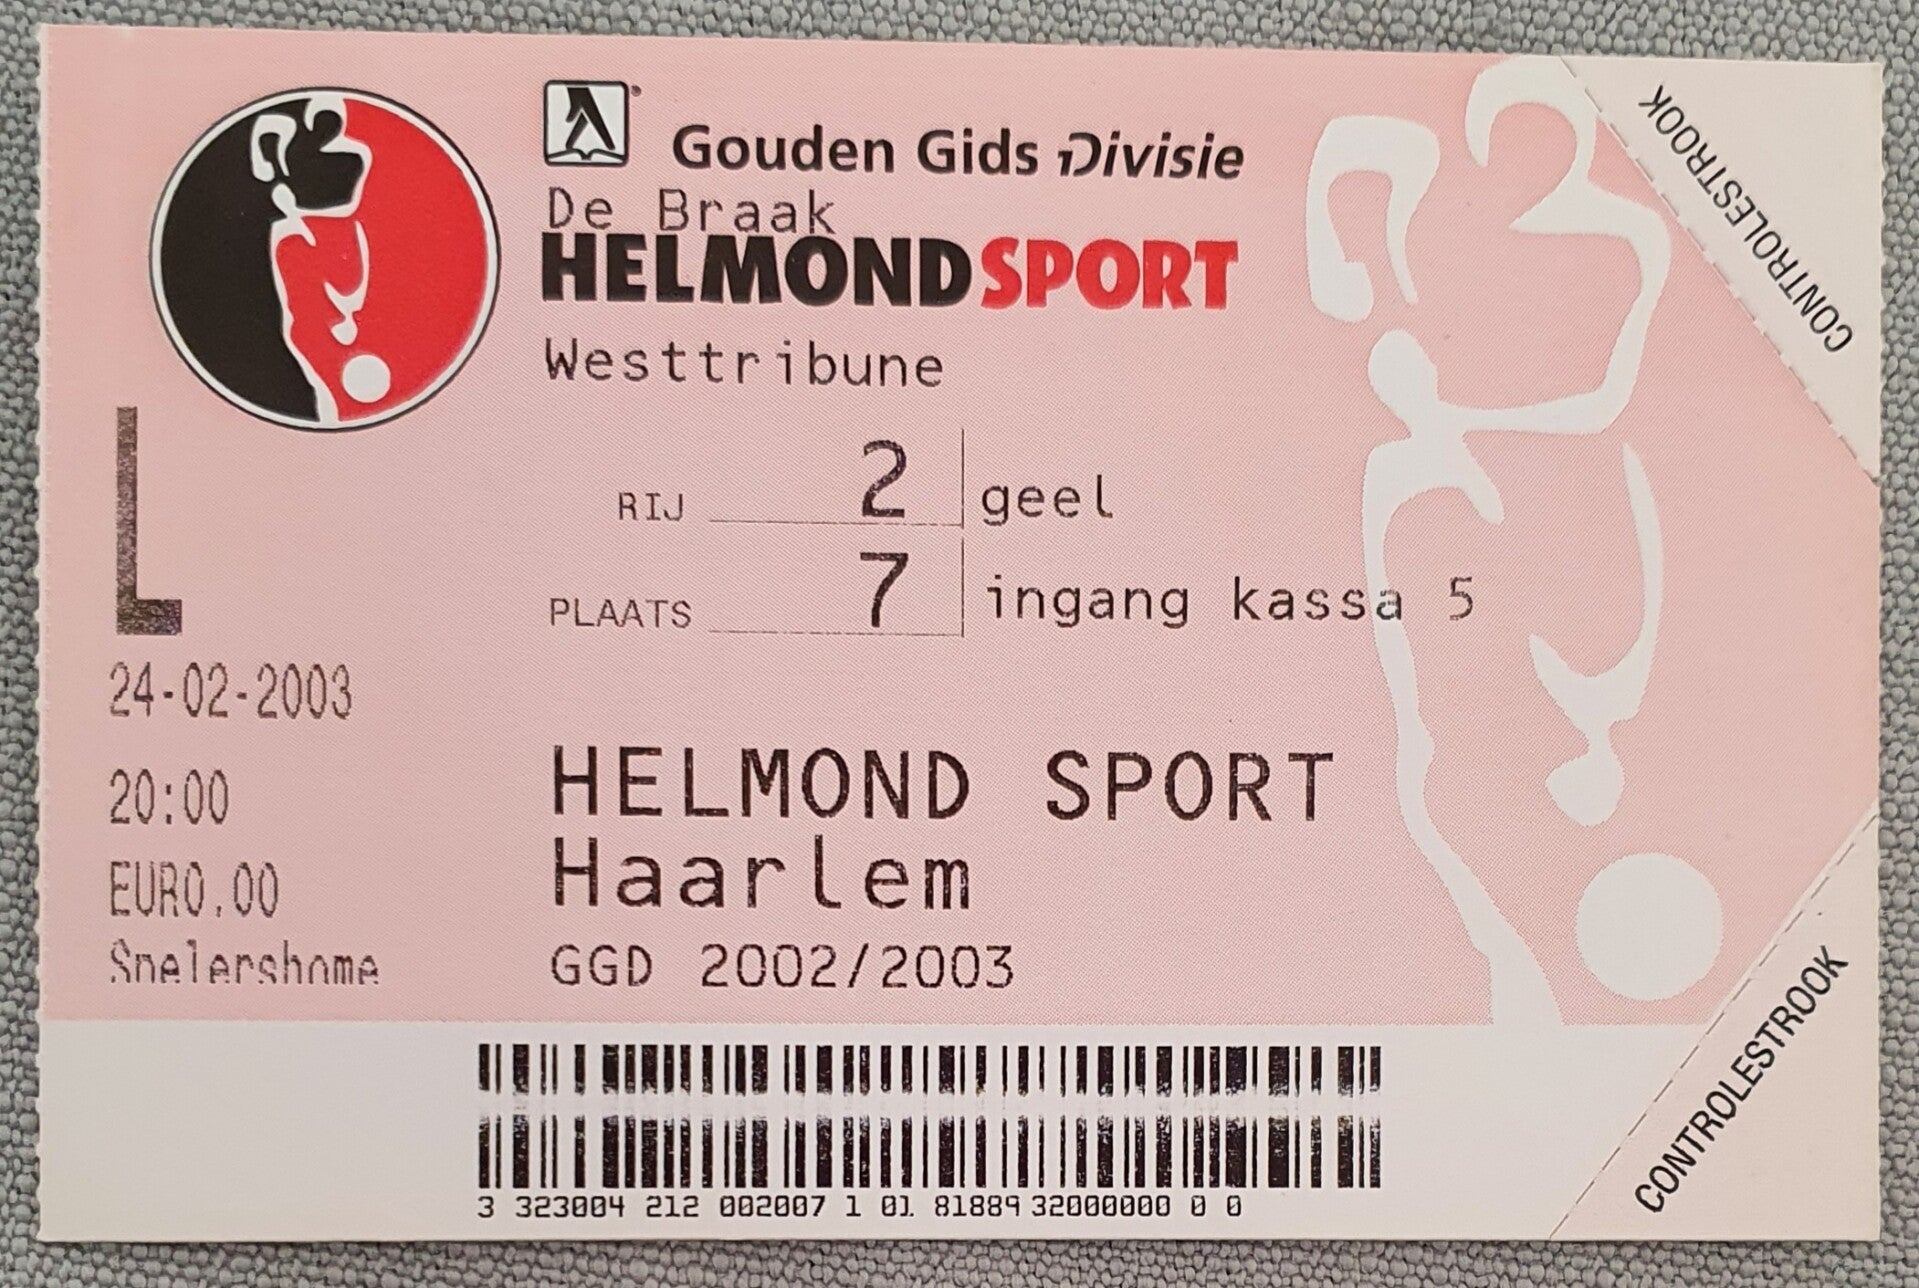 Gouden Gids Divisie
De Braak
HELMOND SPORT
Westtribune
L
RIJ 2 geel
PLAATS 7 ingang kassa 5
24-02-2003
20:00
EURO,00
HELMOND SPORT
Haarlem
GGD 2002/2003
CONTROLESTROOK
CONTROLESTROOK
3 323004 212 002007 1 01 81889 32000000 0 0